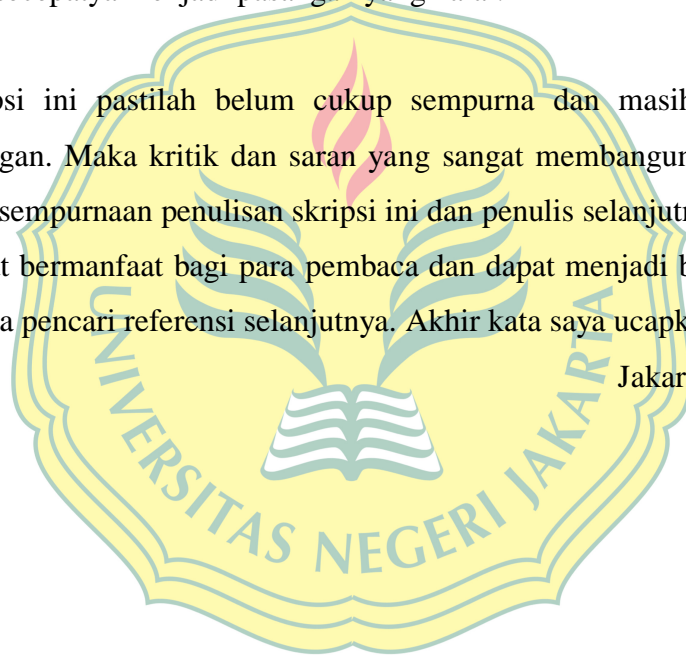 psi ini pastilah belum cukup sempurna dan masih
ngan. Maka kritik dan saran yang sangat membangun
sempurnaan penulisan skripsi ini dan penulis selanjutn
t bermanfaat bagi para pembaca dan dapat menjadi b
a pencari referensi selanjutnya. Akhir kata saya ucapk
Jakar
UNIVERSITAS NEGERI JAKARTA